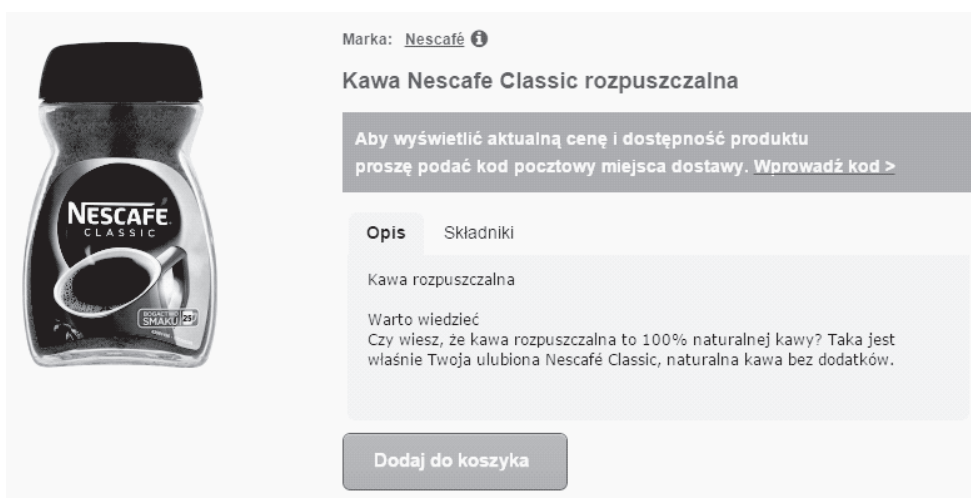 Marka: Nescafé
Kawa Nescafe Classic rozpuszczalna
Aby wyświetlić aktualną cenę i dostępność produktu
proszę podać kod pocztowy miejsca dostawy. Wprowadź kod >
Opis Składniki
Kawa rozpuszczalna
Warto wiedzieć
Czy wiesz, że kawa rozpuszczalna to 100% naturalnej kawy? Taka jest
właśnie Twoja ulubiona Nescafé Classic, naturalna kawa bez dodatków.
Dodaj do koszyka
NESCAFÉ
CLASSIC
BOGACTWO
SMAKU